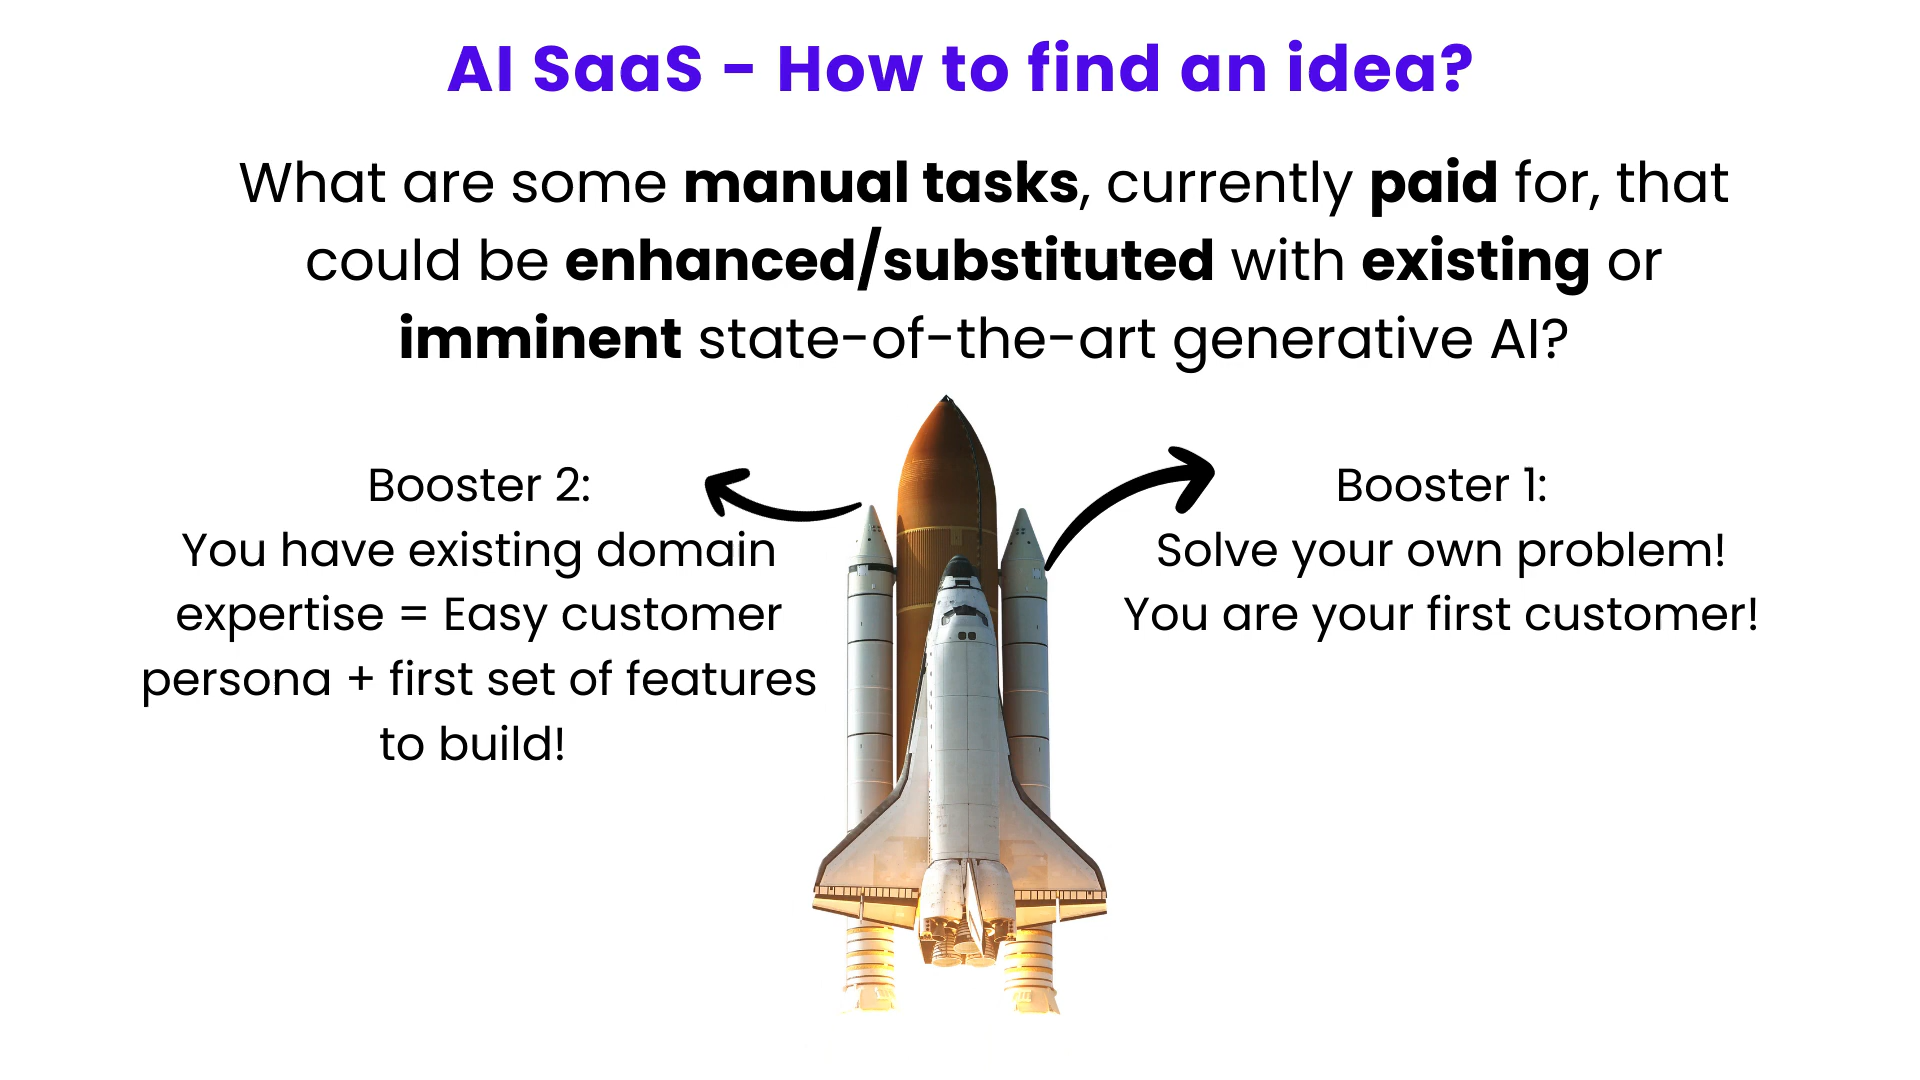 AI SaaS - How to find an idea?
What are some manual tasks, currently paid for, that
could be enhanced/substituted with existing or
imminent state-of-the-art generative AI?
Booster 2:
You have existing domain
expertise = Easy customer
persona + first set of features
to build!
Booster 1:
Solve your own problem!
You are your first customer!